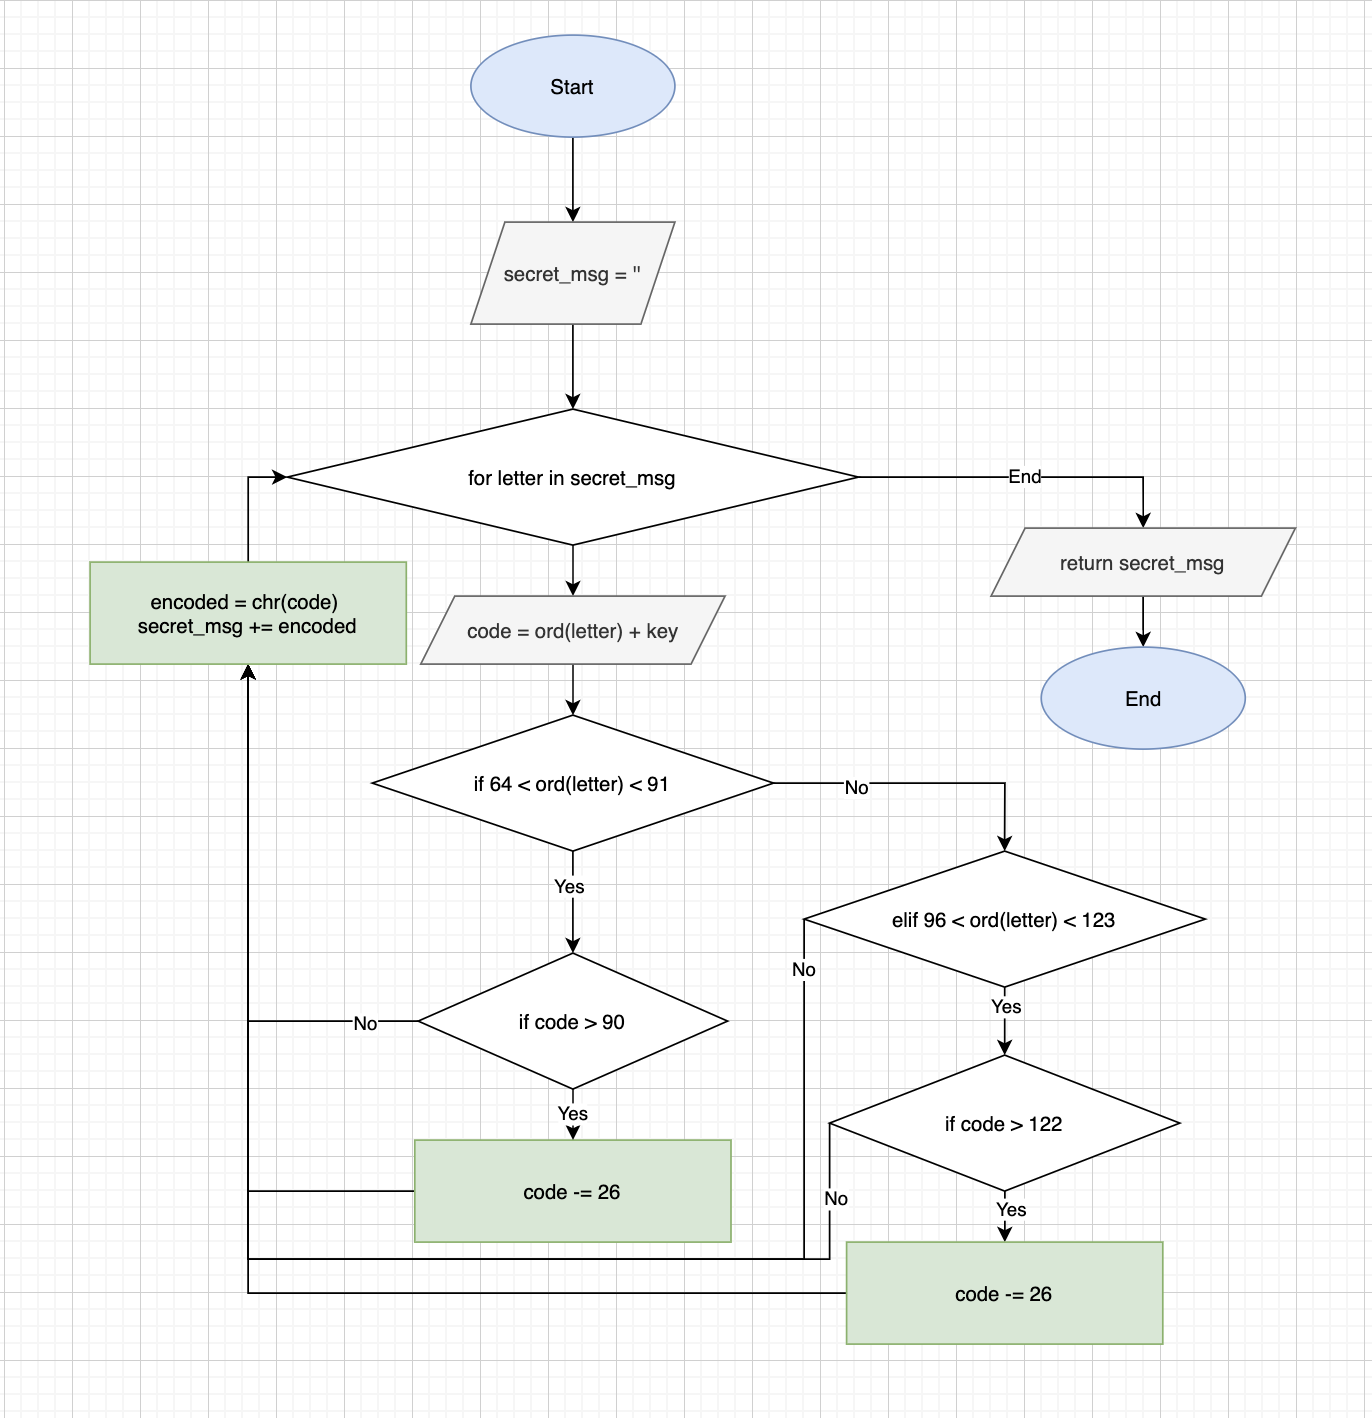 Start
secret_msg = "
for letter in secret_msg
End
return secret_msg
End
encoded = chr(code)
secret_msg += encoded
code = ord(letter) + key
if 64 < ord(letter) < 91
No
Yes
elif 96 < ord(letter) < 123
No
Yes
if code > 90
No
Yes
if code > 122
No
Yes
code -= 26
code -= 26